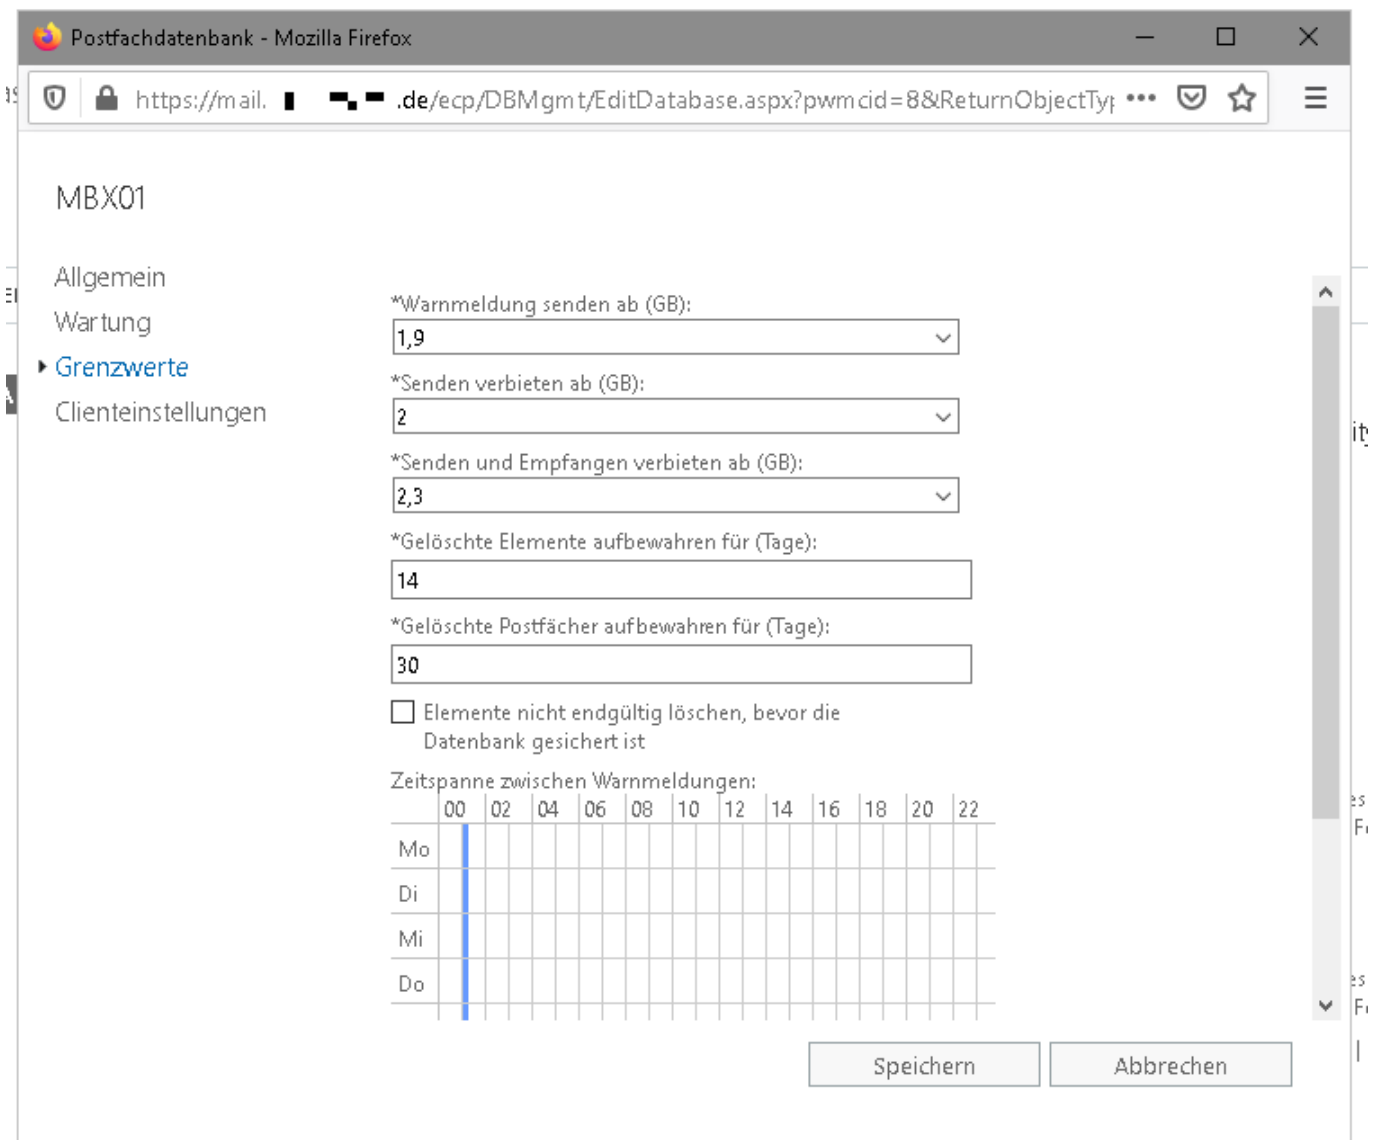 Postfachdatenbank - Mozilla Firefox
https://mail. .de/ecp/DBMgmt/EditDatabase.aspx?pwmcid=8&ReturnObjectTyp
MBX01
Allgemein
Wartung
Grenzwerte
Clienteinstellungen
*Warnmeldung senden ab (GB):
1,9
*Senden verbieten ab (GB):
2
*Senden und Empfangen verbieten ab (GB):
2,3
*Gelöschte Elemente aufbewahren für (Tage):
14
*Gelöschte Postfächer aufbewahren für (Tage):
30
Elemente nicht endgültig löschen, bevor die
Datenbank gesichert ist
Zeitspanne zwischen Warnmeldungen:
00 02 04 06 08 10 12 14 16 18 20 22
Mo
Di
Mi
Do
Speichern Abbrechen